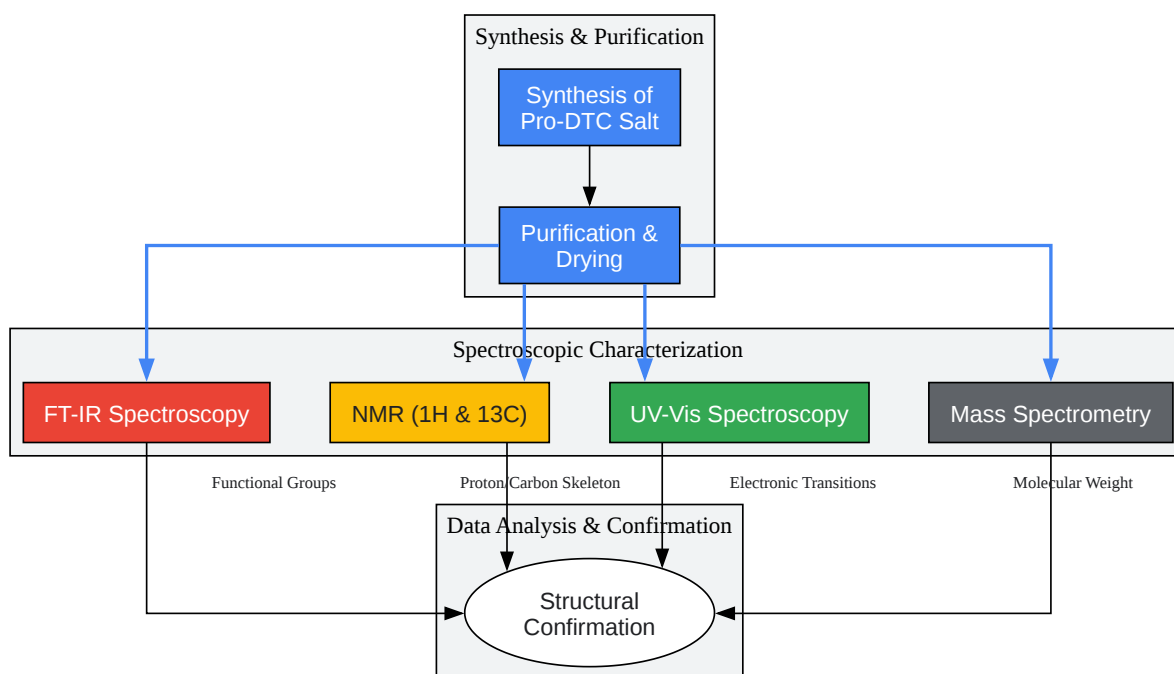 Synthesis & Purification
Synthesis of
Pro-DTC Salt
Purification &
Drying
Spectroscopic Characterization
FT-IR Spectroscopy
NMR (1H & 13C)
UV-Vis Spectroscopy
Mass Spectrometry
Functional Groups
Proton/Carbon Skeleton
Electronic Transitions
Molecular Weight
Data Analysis & Confirmation
Structural
Confirmation